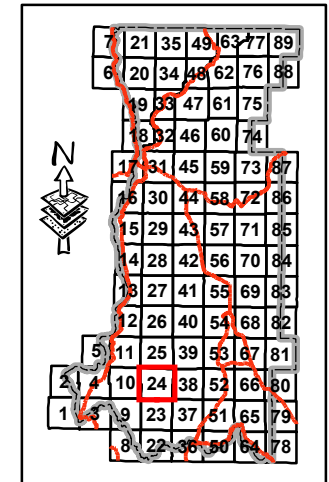 7 21 35 49 63 77 89
6 20 34 48 62 76 88
19 33 47 61 75
18 32 46 60 74
N
17 31 45 59 73 87
16 30 44 58 72 86
15 29 43 57 71 85
14 28 42 56 70 84
13 27 41 55 69 83
12 26 40 54 68 82
5 11 25 39 53 67 81
2 4 10 24 38 52 66 80
1 3 9 23 37 51 65 79
8 22 36 50 64 78